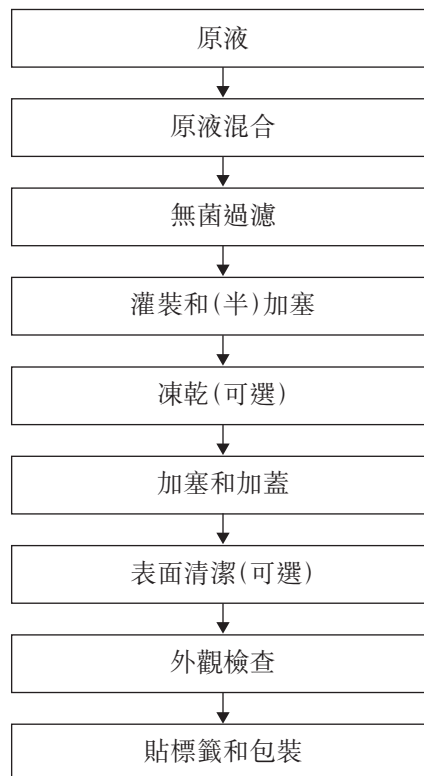 原液
原液混合
無菌過濾
灌裝和(半)加塞
凍乾(可選)
加塞和加蓋
表面清潔(可選)
外觀檢查
貼標籤和包裝